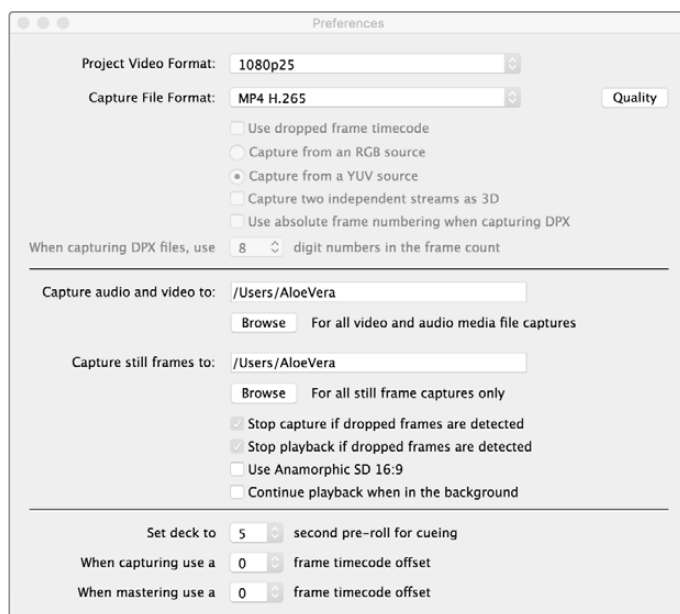 Preferences
Project Video Format: 1080p25
Capture File Format: MP4 H.265 Quality
Use dropped frame timecode
Capture from an RGB source
Capture from a YUV source
Capture two independent streams as 3D
Use absolute frame numbering when capturing DPX
When capturing DPX files, use 8 digit numbers in the frame count
Capture audio and video to: /Users/AloeVera
Browse For all video and audio media file captures
Capture still frames to: /Users/AloeVera
Browse For all still frame captures only
Stop capture if dropped frames are detected
Stop playback if dropped frames are detected
Use Anamorphic SD 16:9
Continue playback when in the background
Set deck to 5 second pre-roll for cueing
When capturing use a 0 frame timecode offset
When mastering use a 0 frame timecode offset